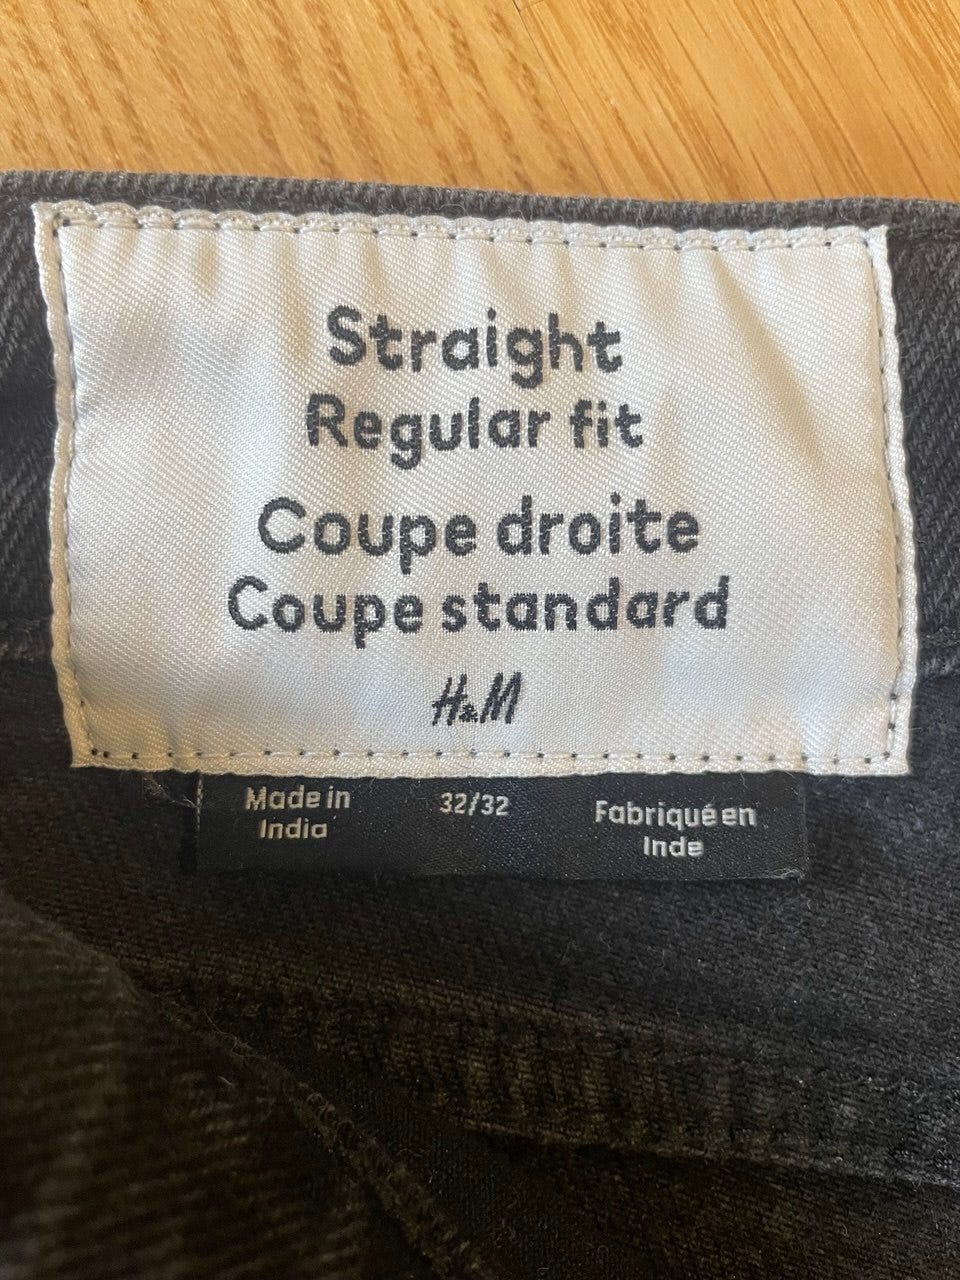 Straight
Regular fit
Coupe droite
Coupe standard
H&M
Made in
India
32/32
Fabriqué en
Inde